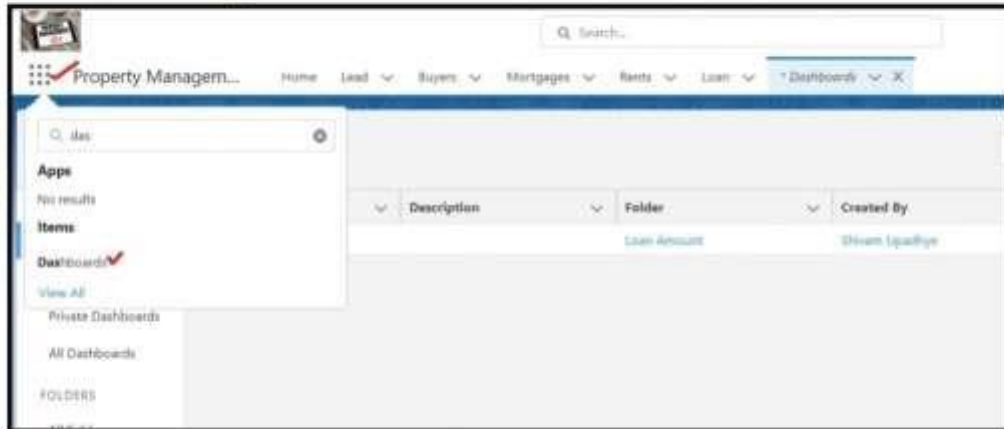 Search...
Property Managem... Home Lead Buyers Mortgages Rents Loan * Dashboards X
das
Apps
No results
Description Folder Created By
Items
Loan Amount Shivam Upadhye
Dashboards
View All
Private Dashboards
All Dashboards
FOLDERS